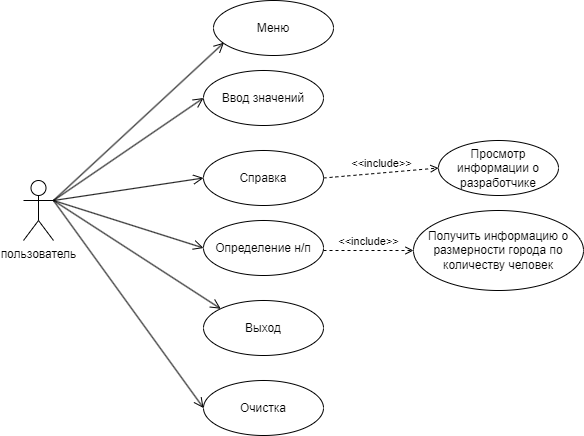 Меню
Ввод значений
<<include>>
Просмотр
информации о
разработчике
Справка
пользователь
<<include>>
Определение н/п
Получить информацию о
размерности города по
количеству человек
Выход
Очистка